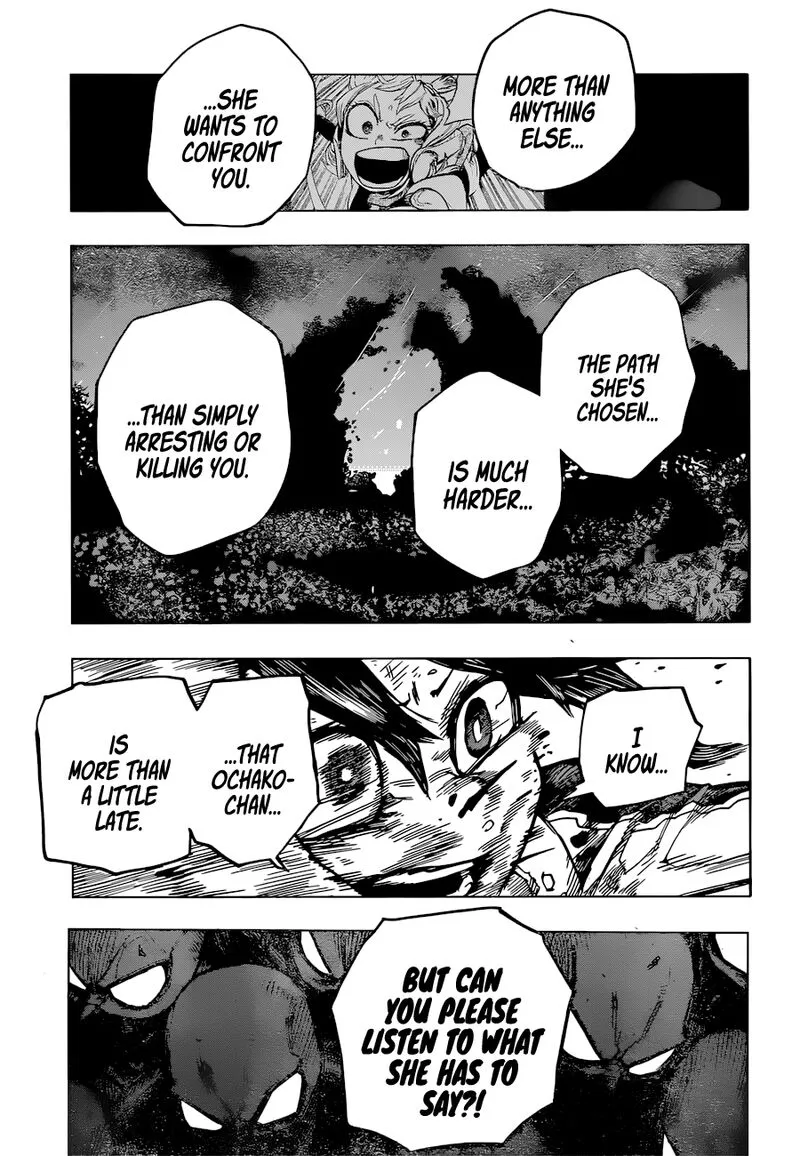 MORE THAN
ANYTHING
ELSE...
...SHE
WANTS TO
CONFRONT
YOU.
THE PATH
SHE'S
CHOSEN...
IS MUCH
HARDER...
...THAN SIMPLY
ARRESTING OR
KILLING YOU.
I
KNOW...
...THAT
OCHAKO-
CHAN...
IS
MORE THAN
A LITTLE
LATE.
BUT CAN
YOU PLEASE
LISTEN TO WHAT
SHE HAS TO
SAY?!